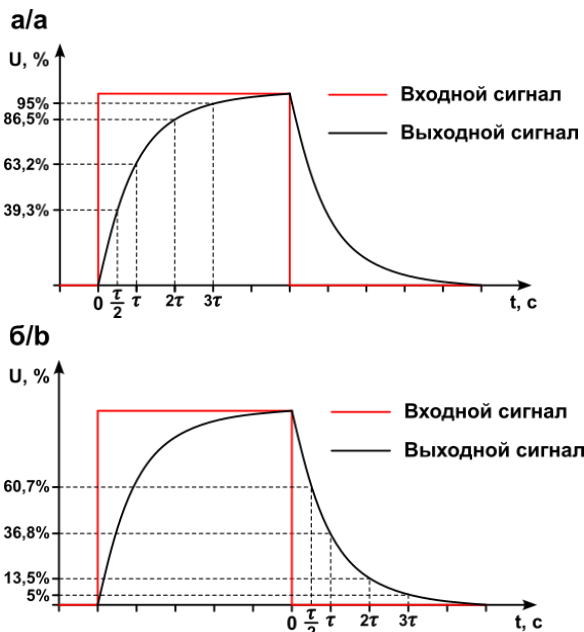 а/a
U, %
Входной сигнал
Выходной сигнал
95%
86,5%
63,2%
39,3%
0 τ/2 τ 2τ 3τ t, с
б/b
U, %
Входной сигнал
Выходной сигнал
60,7%
36,8%
13,5%
5%
0 τ/2 τ 2τ 3τ t, с